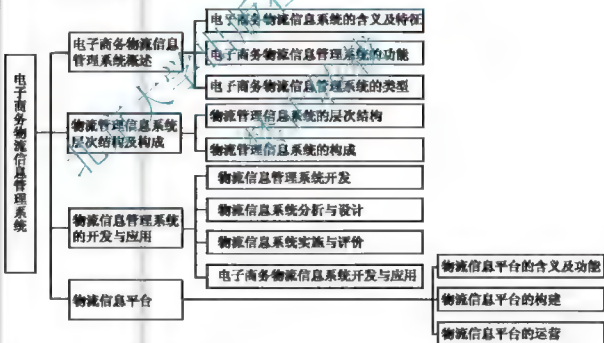 电子商务物流信息管理系统
电子商务物流信息
管理系统概述
电子商务物流信息系统的含义及特征
电子商务物流信息管理系统的功能
电子商务物流信息管理系统的类型
物流管理信息系统
层次结构及构成
物流管理信息系统的层次结构
物流管理信息系统的构成
物流信息管理系统
的开发与应用
物流信息管理系统开发
物流信息系统分析与设计
物流信息系统实施与评价
电子商务物流信息系统开发与应用
物流信息平台
物流信息平台的含义及功能
物流信息平台的构建
物流信息平台的运营